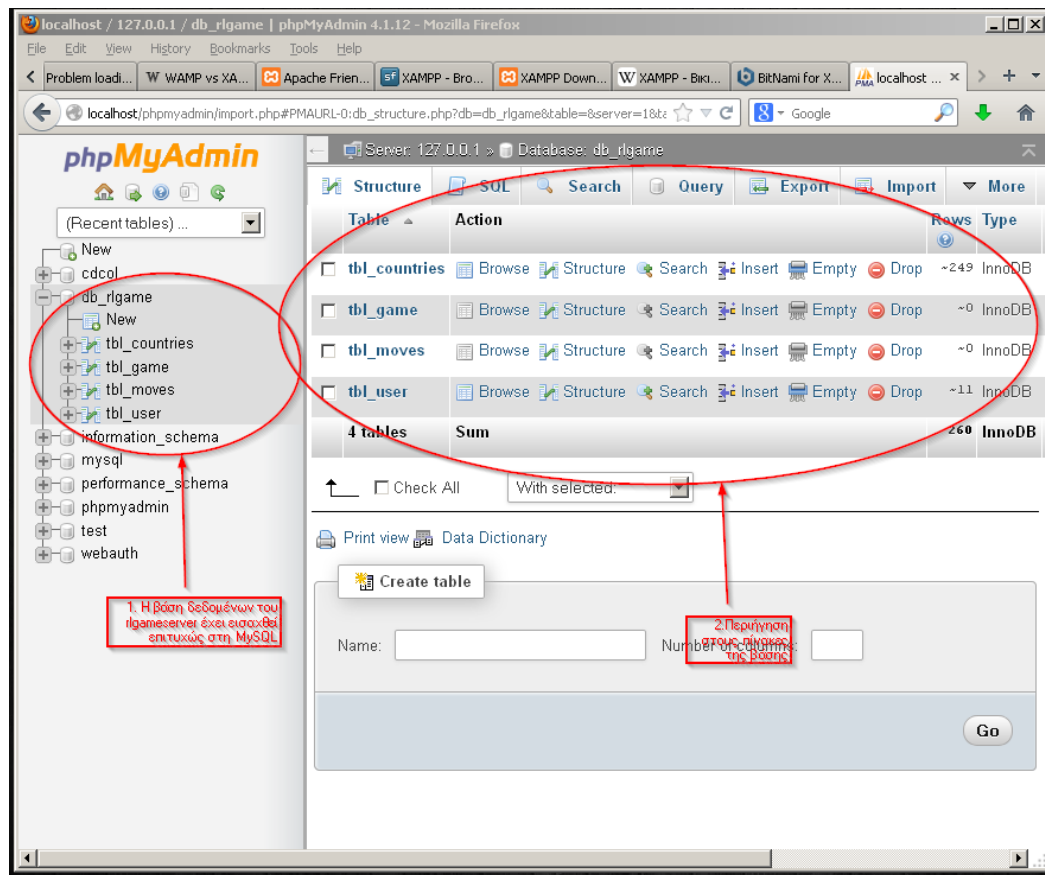 localhost / 127.0.0.1 / db_rlgame | phpMyAdmin 4.1.12 - Mozilla Firefox
File Edit View History Bookmarks Tools Help
Problem loadi... WAMP vs XA... Apache Frien... XAMPP - Bro... XAMPP Down... XAMPP - Вікі... BitNami for X... localhost ...
localhost/phpmyadmin/import.php#PMAURL-0:db_structure.php?db=db_rlgame&table=&server=1&ta Google
phpMyAdmin
(Recent tables) ...
New
cdcol
db_rlgame
New
tbl_countries
tbl_game
tbl_moves
tbl_user
information_schema
mysql
performance_schema
phpmyadmin
test
webauth
1. Η βάση δεδομένων του
rlgameserver έχει εισαχθεί
επιτυχώς στη MySQL
Server: 127.0.0.1 » Database: db_rlgame
Structure SQL Search Query Export Import More
Table Action Rows Type
tbl_countries Browse Structure Search Insert Empty Drop ~249 InnoDB
tbl_game Browse Structure Search Insert Empty Drop ~0 InnoDB
tbl_moves Browse Structure Search Insert Empty Drop ~0 InnoDB
tbl_user Browse Structure Search Insert Empty Drop ~11 InnoDB
4 tables Sum 260 InnoDB
Check All With selected:
Print view Data Dictionary
Create table
Name: Number of columns:
2.Περιήγηση
στους πίνακες
της βάσης
Go